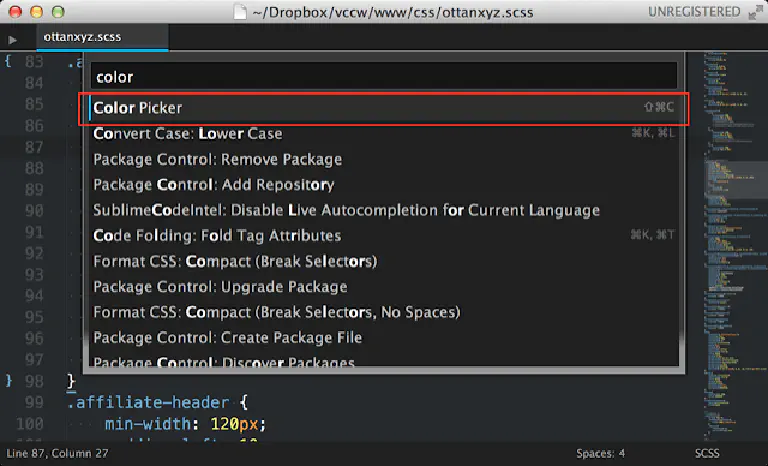 ~/Dropbox/vccw/www/css/ottanxyz.scss UNREGISTERED
ottanxyz.scss
{ 83 .a
84
85
86
87
88
89
90
91
92
93
94
95
96
97
color
Color Picker ⇧⌘C
Convert Case: Lower Case ⌘K, ⌘L
Package Control: Remove Package
Package Control: Add Repository
SublimeCodeIntel: Disable Live Autocompletion for Current Language
Code Folding: Fold Tag Attributes ⌘K, ⌘T
Format CSS: Compact (Break Selectors)
Package Control: Upgrade Package
Format CSS: Compact (Break Selectors, No Spaces)
Package Control: Create Package File
Package Control: Discover Packages
} 98 }
99 .affiliate-header {
100 min-width: 120px;
Line 87, Column 27 Spaces: 4 SCSS